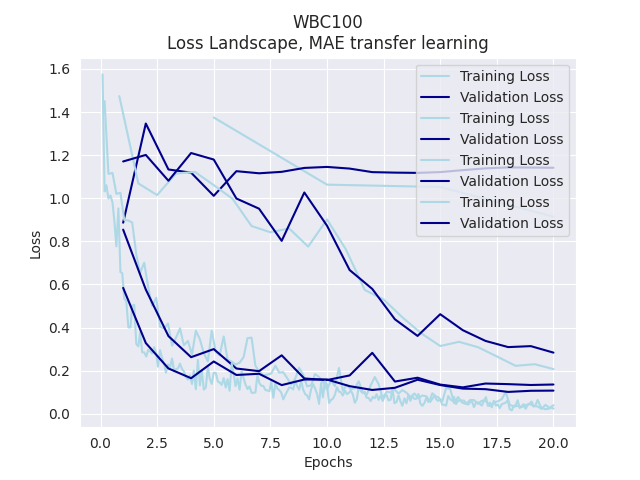 WBC100
Loss Landscape, MAE transfer learning
Training Loss
Validation Loss
Training Loss
Validation Loss
Training Loss
Validation Loss
Training Loss
Validation Loss
Loss
1.6
1.4
1.2
1.0
0.8
0.6
0.4
0.2
0.0
0.0 2.5 5.0 7.5 10.0 12.5 15.0 17.5 20.0
Epochs